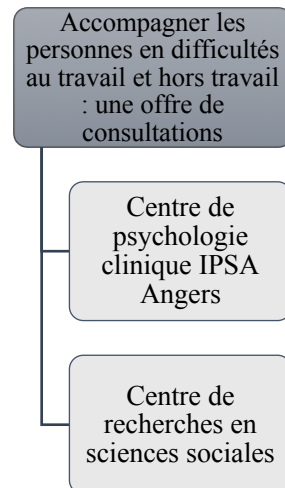 Accompagner les
personnes en difficultés
au travail et hors travail
: une offre de
consultations
Centre de
psychologie
clinique IPSA
Angers
Centre de
recherches en
sciences sociales